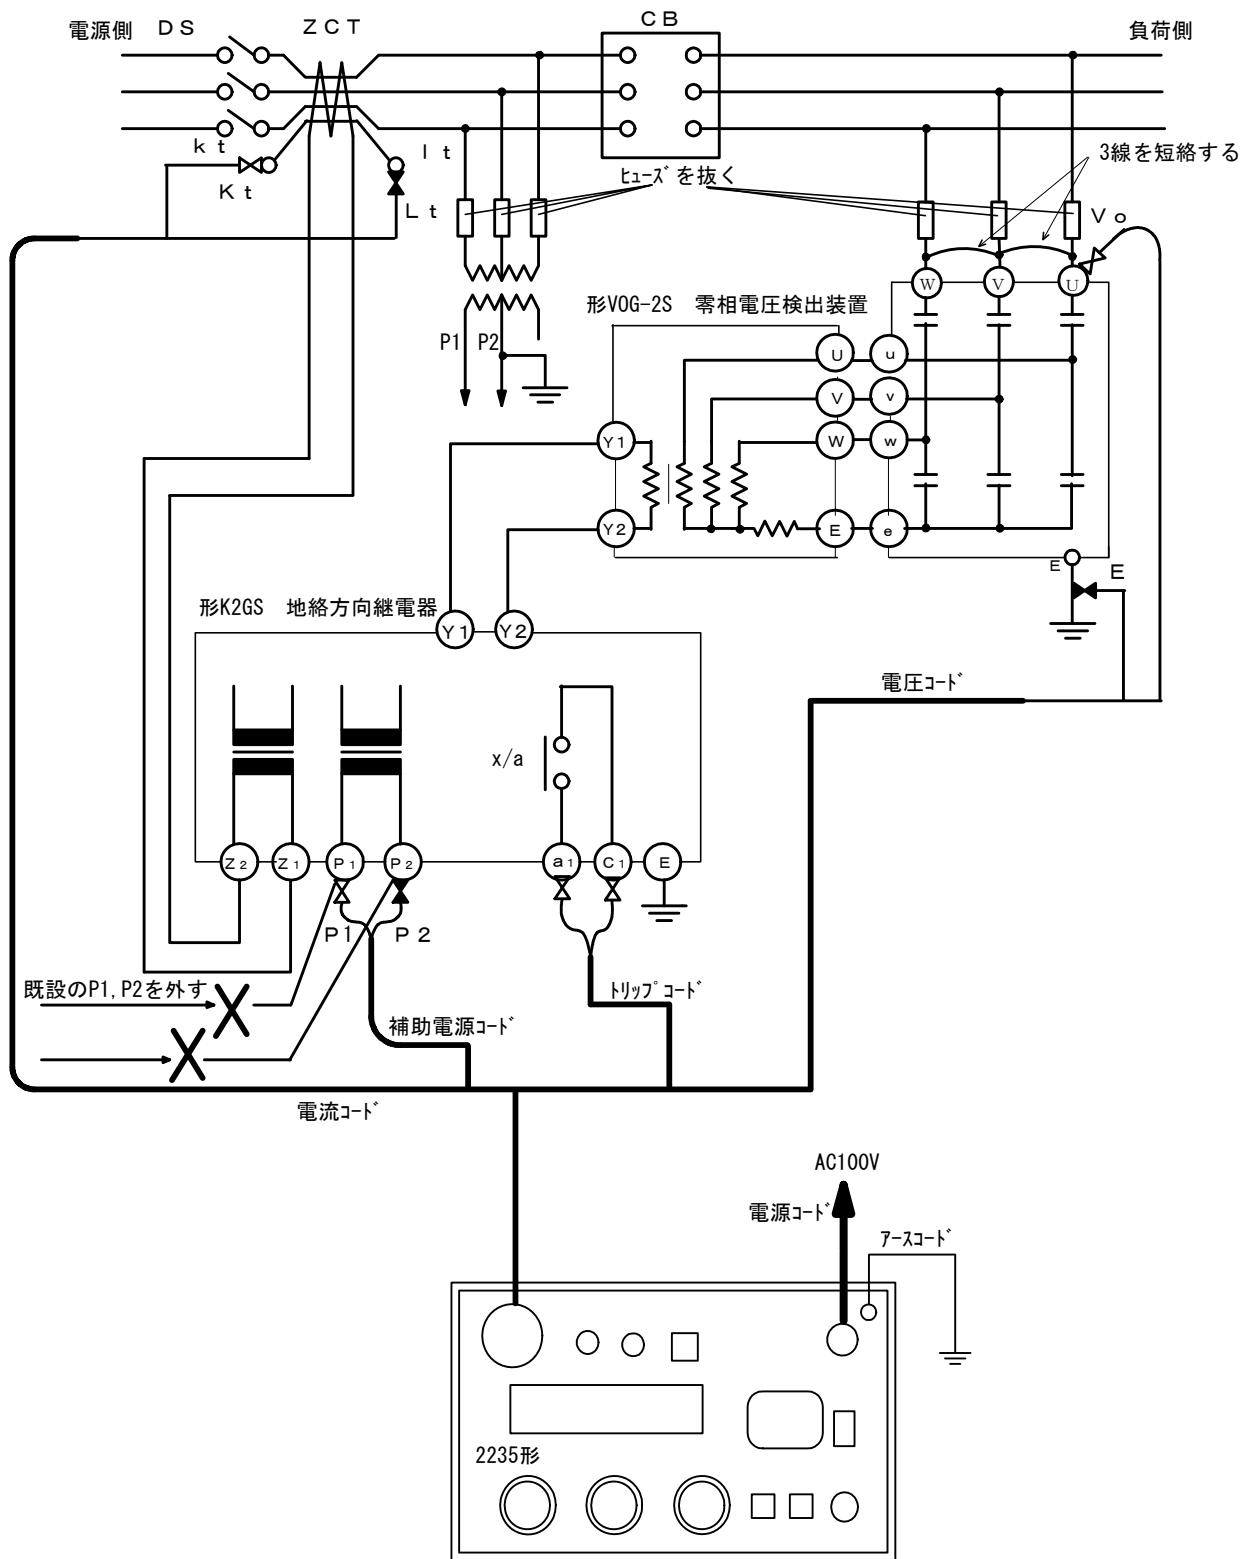 電源側 ＤＳ ＺＣＴ ＣＢ 負荷側
ｋｔ ｌｔ
Ｋｔ
Ｌｔ
ﾋｭｰｽﾞを抜く
3線を短絡する
Ｖｏ
W V U
形VOG-2S 零相電圧検出装置
P1 P2
U u
V v
Y1 W w
Y2 E e
E E
形K2GS 地絡方向継電器
Y1 Y2
電圧ｺｰﾄﾞ
x/a
Z2 Z1 P1 P2 a1 C1 E
P1 P2
既設のP1,P2を外す
ﾄﾘｯﾌﾟｺｰﾄﾞ
補助電源ｺｰﾄﾞ
電流ｺｰﾄﾞ
AC100V
電源ｺｰﾄﾞ
ｱｰｽｺｰﾄﾞ
2235形